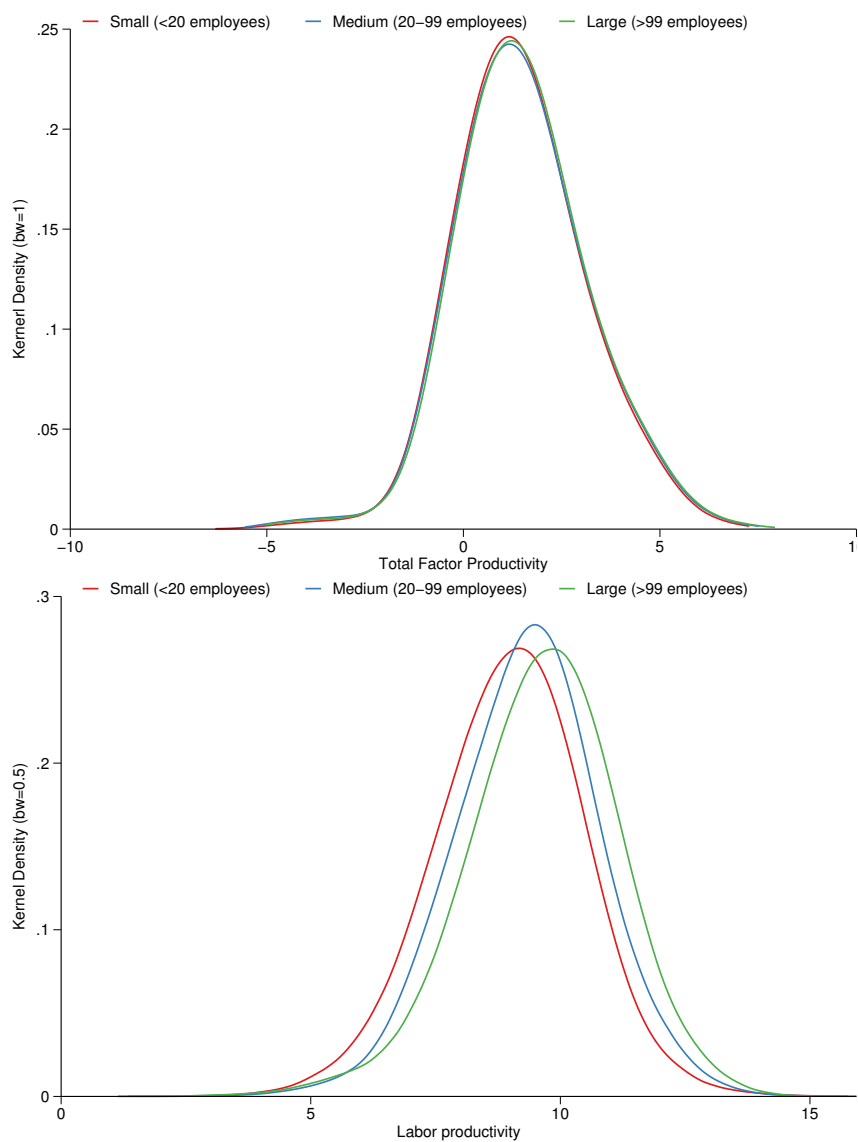 Small (<20 employees) Medium (20−99 employees) Large (>99 employees)
.25
.2
.15
.1
.05
0
Kernerl Density (bw=1)
−10 −5 0 5 10
Total Factor Productivity
Small (<20 employees) Medium (20−99 employees) Large (>99 employees)
.3
.2
.1
0
Kernel Density (bw=0.5)
0 5 10 15
Labor productivity